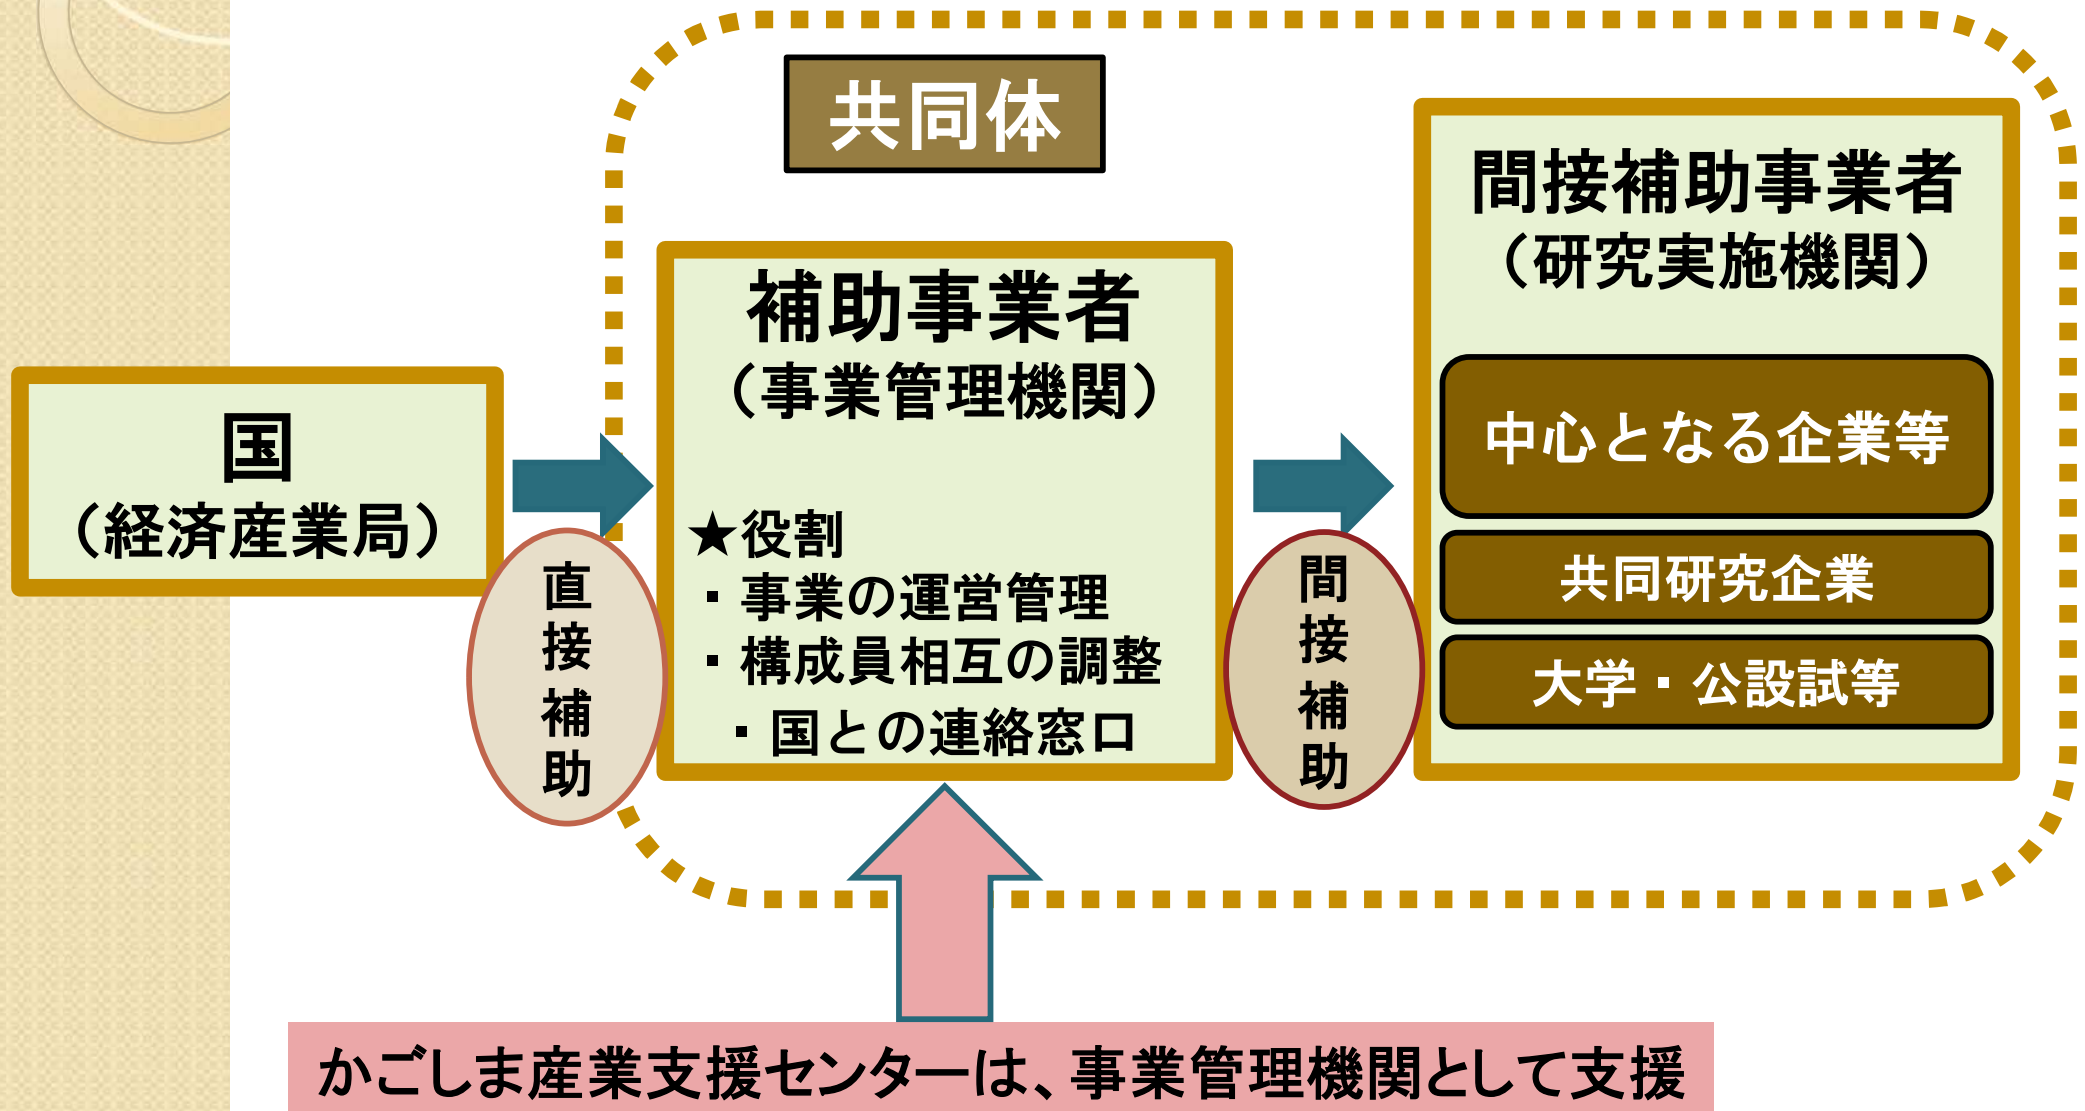 共同体
国
（経済産業局）
直接補助
補助事業者
（事業管理機関）
★役割
・事業の運営管理
・構成員相互の調整
・国との連絡窓口
間接補助
間接補助事業者
（研究実施機関）
中心となる企業等
共同研究企業
大学・公設試等
かごしま産業支援センターは、事業管理機関として支援